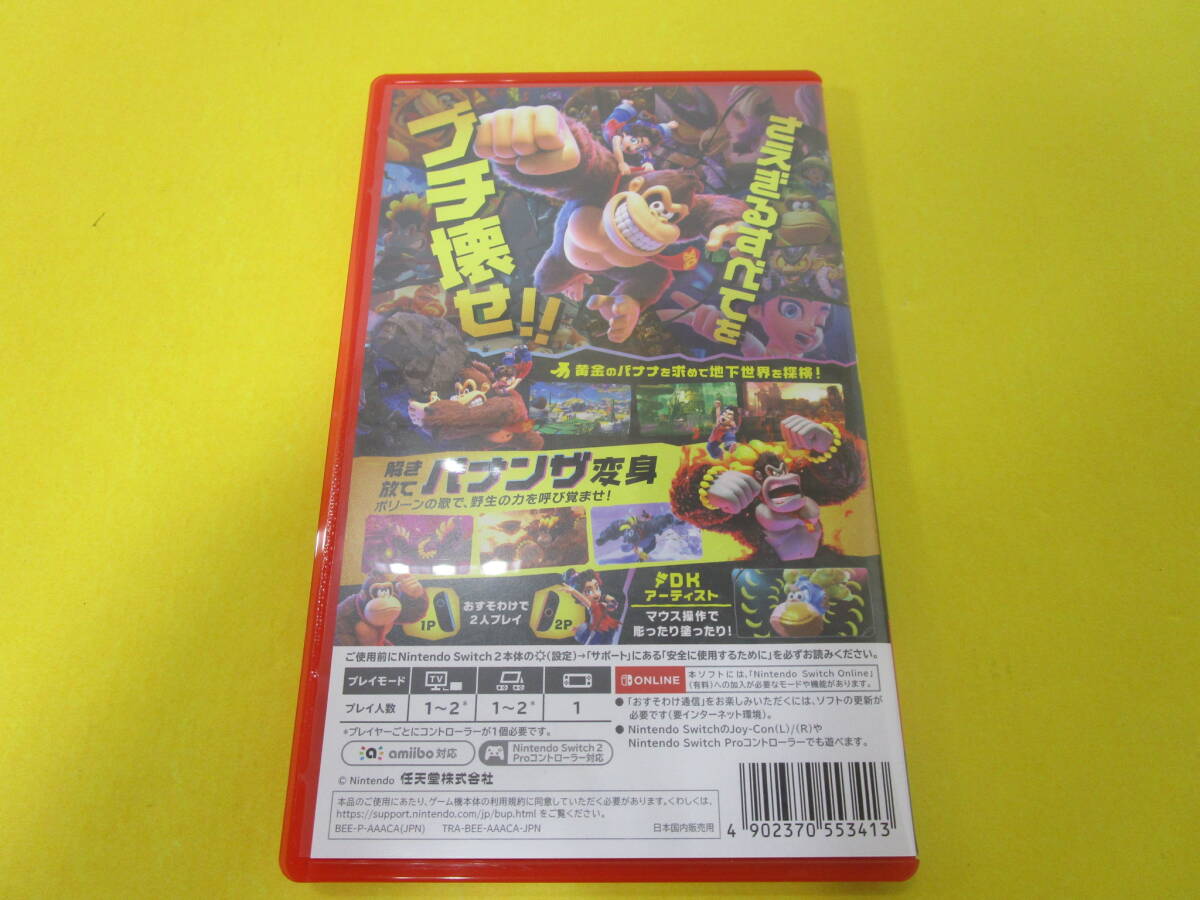 ブチ壊せ!!
黄金のバナナを求めて地下世界を探検！
解き
放て
バナンザ変身
ポリーンの歌で、野生の力を呼び覚ませ！
1P
おすそわけで
2人プレイ
2P
DK
アーティスト
マウス操作で
彫ったり塗ったり！
ご使用前にNintendo Switch 2本体の(設定)→「サポート」にある「安全に使用するために」を必ずお読みください。
プレイモード
TV
プレイ人数
1～2*
1～2*
1
*プレイヤーごとにコントローラーが1個必要です。
ONLINE
本ソフトには、「Nintendo Switch Online」
(有料)への加入が必要なモードや機能があります。
●「おすそわけ通信」をお楽しみいただくには、ソフトの更新が
必要です(要インターネット環境)。
● Nintendo SwitchのJoy-Con(L)/(R)や
Nintendo Switch Proコントローラーでも遊べます。
amiibo対応
Nintendo Switch 2
Proコントローラー対応
© Nintendo 任天堂株式会社
本品のご使用にあたり、ゲーム機本体の利用規約に同意していただく必要があります。くわしくは、
https://support.nintendo.com/jp/bup.html をご覧ください。
BEE-P-AAACA(JPN) TRA-BEE-AAACA-JPN
日本国内販売用
4 902370 553413